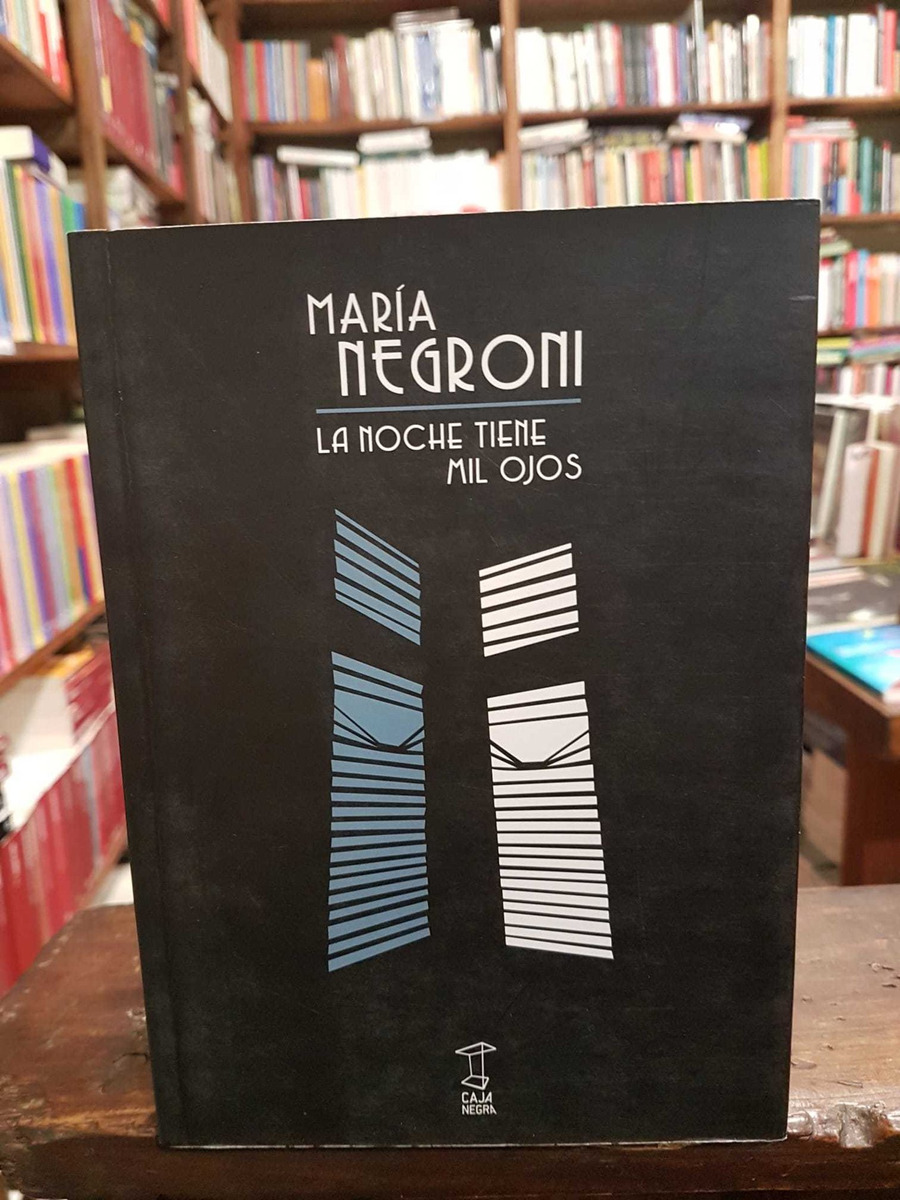 MARÍA
NEGRONI
LA NOCHE TIENE
MIL OJOS
CAJA
NEGRA